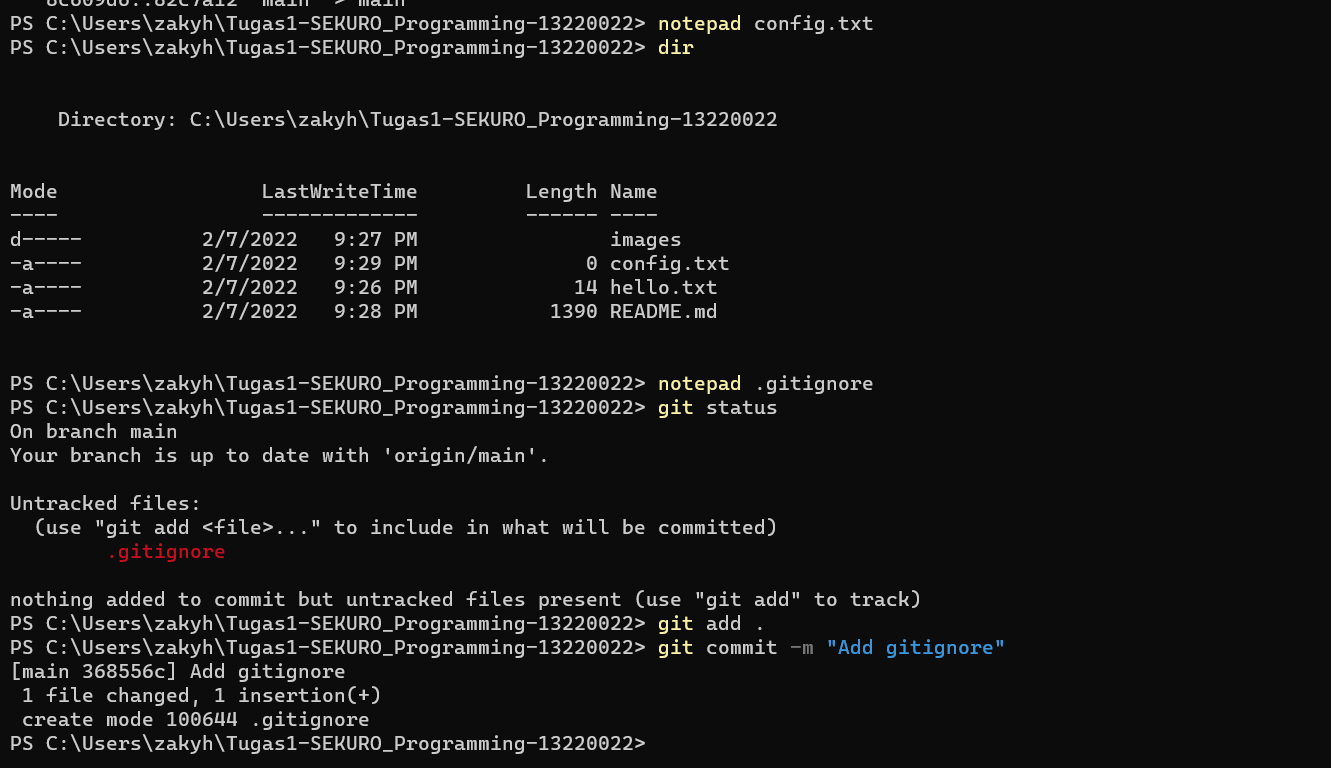 main -> main
PS C:\Users\zakyh\Tugas1-SEKURO_Programming-13220022> notepad config.txt
PS C:\Users\zakyh\Tugas1-SEKURO_Programming-13220022> dir
Directory: C:\Users\zakyh\Tugas1-SEKURO_Programming-13220022
Mode LastWriteTime Length Name
---- ------------- ------ ----
d----- 2/7/2022 9:27 PM images
-a---- 2/7/2022 9:29 PM 0 config.txt
-a---- 2/7/2022 9:26 PM 14 hello.txt
-a---- 2/7/2022 9:28 PM 1390 README.md
PS C:\Users\zakyh\Tugas1-SEKURO_Programming-13220022> notepad .gitignore
PS C:\Users\zakyh\Tugas1-SEKURO_Programming-13220022> git status
On branch main
Your branch is up to date with 'origin/main'.
Untracked files:
(use "git add <file>..." to include in what will be committed)
.gitignore
nothing added to commit but untracked files present (use "git add" to track)
PS C:\Users\zakyh\Tugas1-SEKURO_Programming-13220022> git add .
PS C:\Users\zakyh\Tugas1-SEKURO_Programming-13220022> git commit -m "Add gitignore"
[main 368556c] Add gitignore
1 file changed, 1 insertion(+)
create mode 100644 .gitignore
PS C:\Users\zakyh\Tugas1-SEKURO_Programming-13220022>